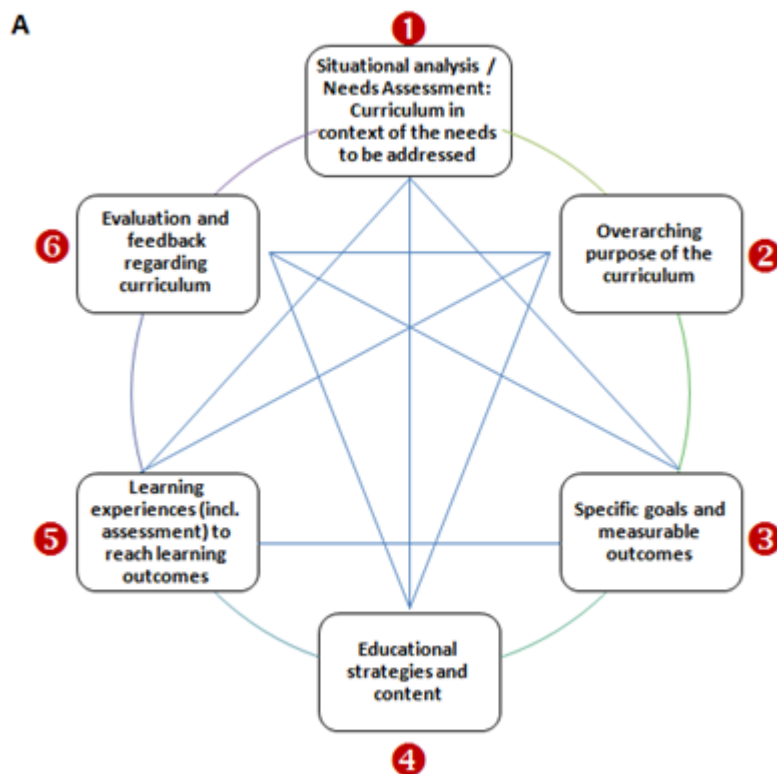 A
1
Situational analysis /
Needs Assessment:
Curriculum in
context of the needs
to be addressed
6
Evaluation and
feedback
regarding
curriculum
Overarching
purpose of the
curriculum
2
5
Learning
experiences (incl.
assessment) to
reach learning
outcomes
Specific goals and
measurable
outcomes
3
Educational
strategies and
content
4